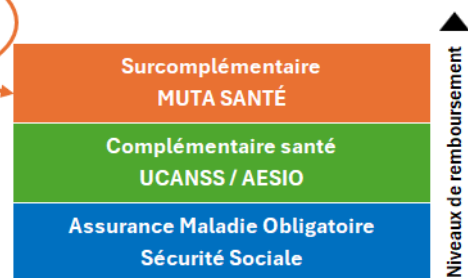 Surcomplémentaire
MUTA SANTÉ
Complémentaire santé
UCANSS / AESIO
Assurance Maladie Obligatoire
Sécurité Sociale
Niveaux de remboursement